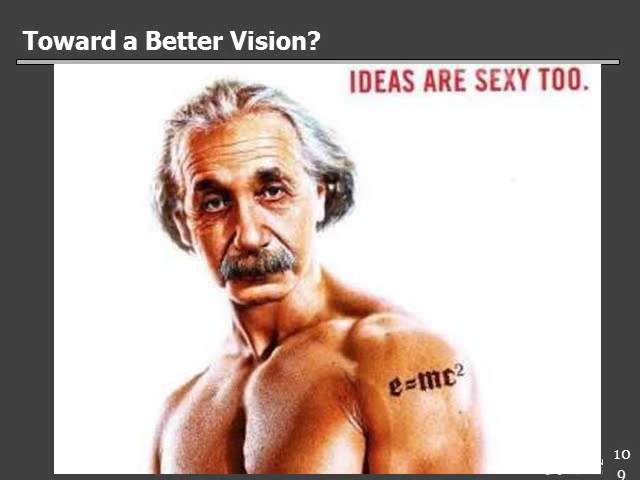 Toward a Better Vision?
IDEAS ARE SEXY TOO.
e=mc²
10
9